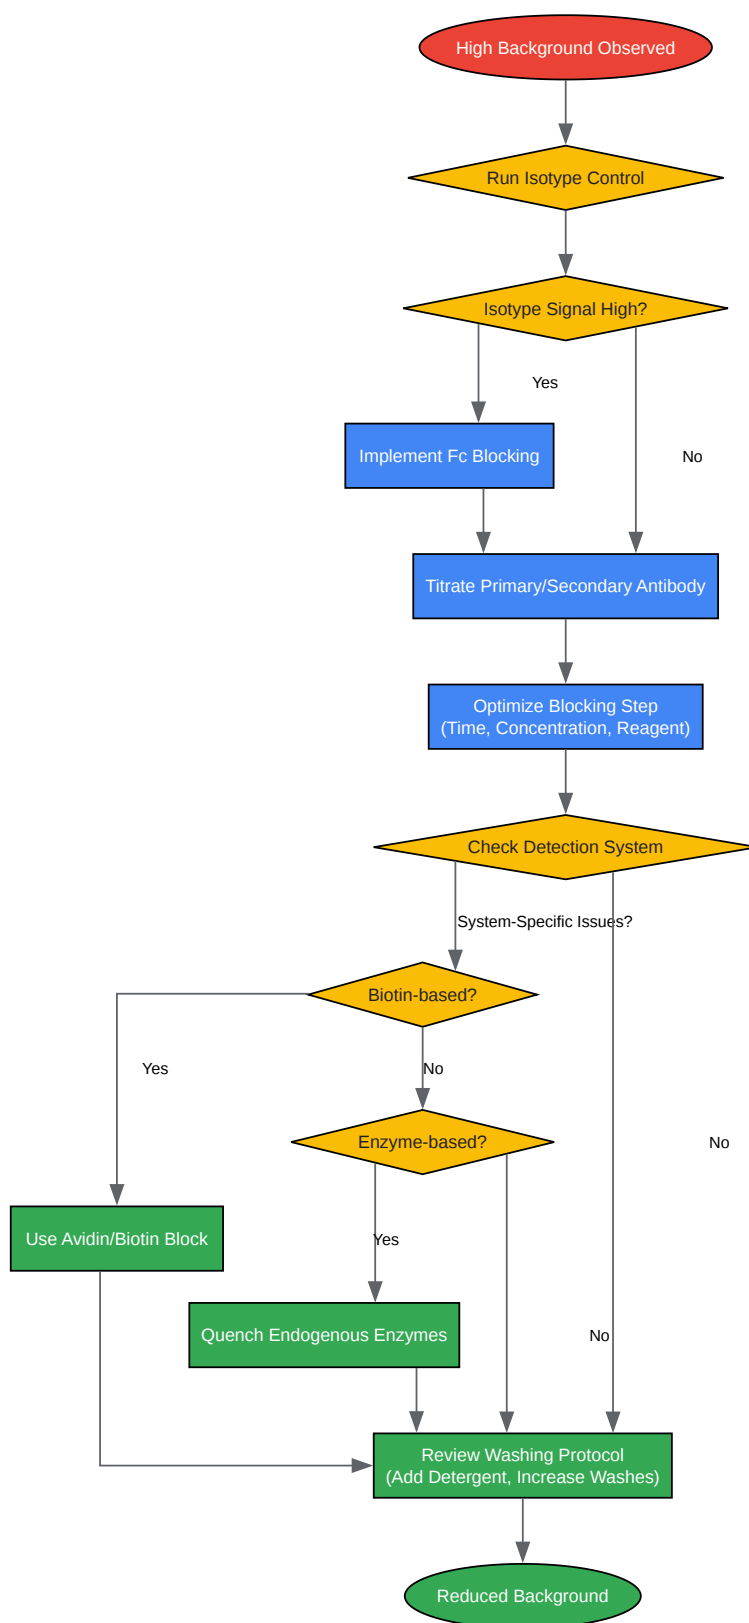 High Background Observed
Run Isotype Control
Isotype Signal High?
Yes
Implement Fc Blocking
No
Titrate Primary/Secondary Antibody
Optimize Blocking Step
(Time, Concentration, Reagent)
Check Detection System
System-Specific Issues?
Biotin-based?
Yes
No
Enzyme-based?
No
Use Avidin/Biotin Block
Yes
Quench Endogenous Enzymes
No
Review Washing Protocol
(Add Detergent, Increase Washes)
Reduced Background